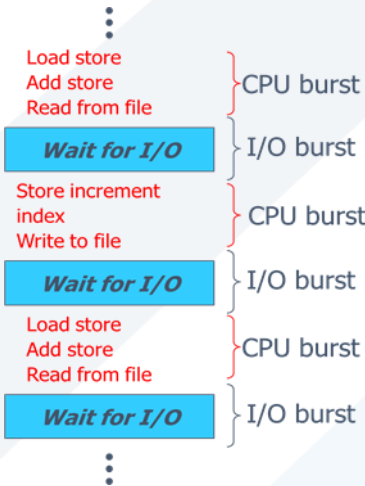 Load store
Add store
Read from file
CPU burst
Wait for I/O
I/O burst
Store increment
index
Write to file
CPU burst
Wait for I/O
I/O burst
Load store
Add store
Read from file
CPU burst
Wait for I/O
I/O burst